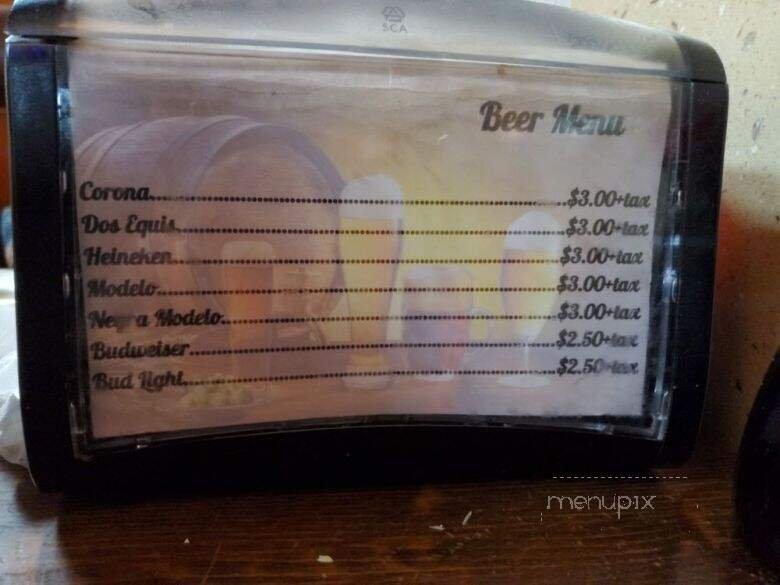 SCA
Beer Menu
Corona...............$3.00+tax
Dos Equis...............$3.00+tax
Heineken...............$3.00+tax
Modelo...............$3.00+tax
Negra Modelo...............$3.00+tax
Budweiser...............$2.50+tax
Bud Light...............$2.50+tax
menupix